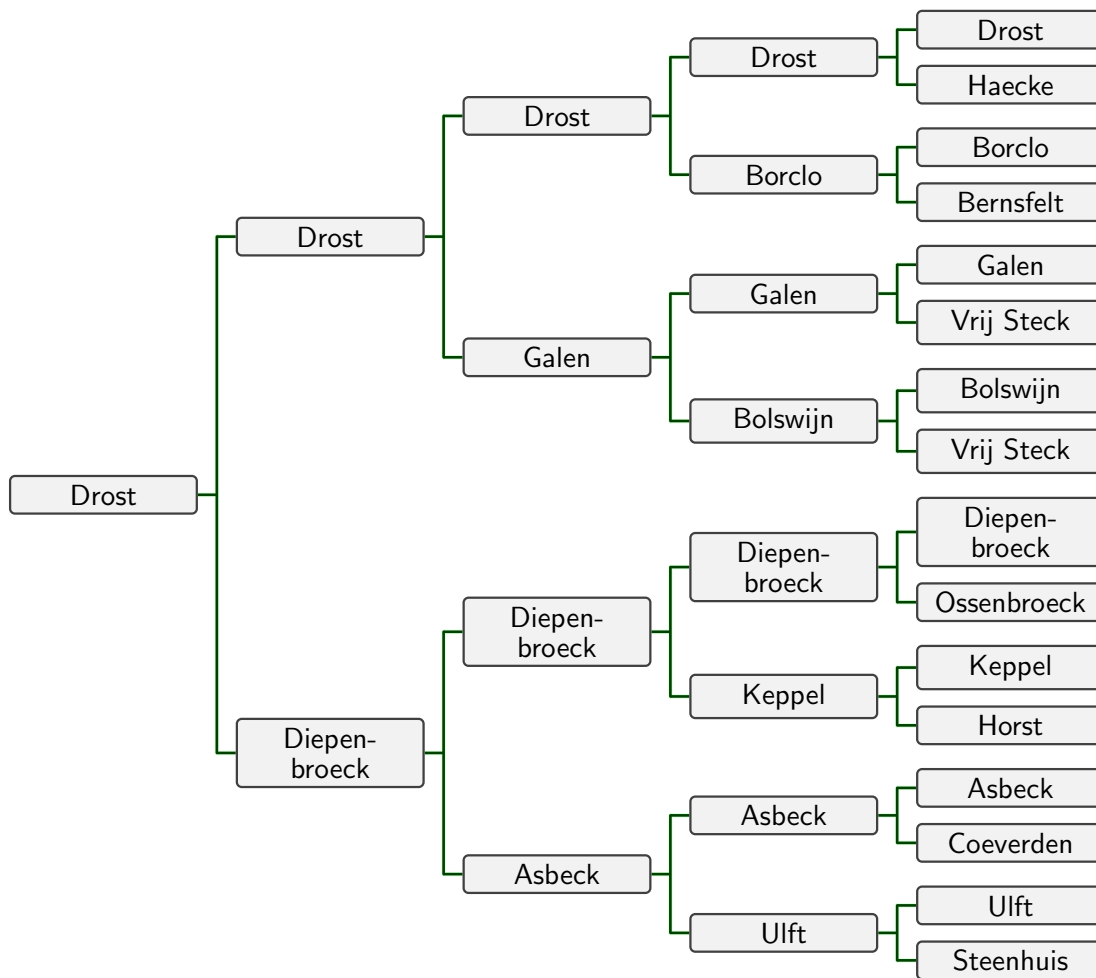 Drost
Drost
Haecke
Drost
Borclo
Borclo
Bernsfelt
Drost
Galen
Galen
Vrij Steck
Galen
Bolswijn
Bolswijn
Vrij Steck
Drost
Diepen-
broeck
Diepen-
broeck
Ossenbroeck
Diepen-
broeck
Keppel
Keppel
Horst
Diepen-
broeck
Asbeck
Asbeck
Coeverden
Asbeck
Ulft
Ulft
Steenhuis